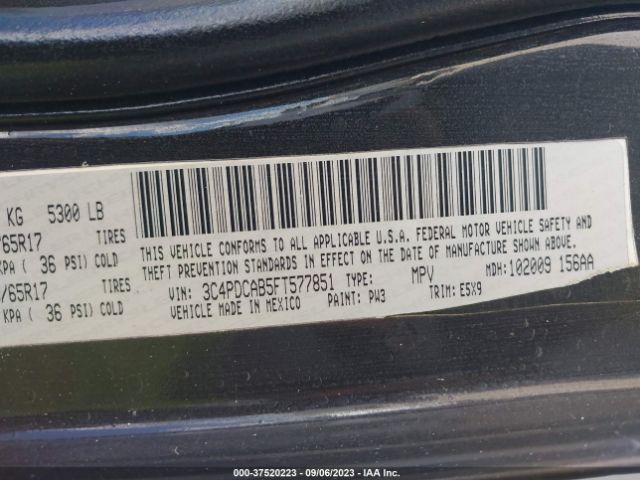 KG 5300 LB
65R17 TIRES
KPA ( 36 PSI) COLD
/65R17 TIRES
KPA ( 36 PSI) COLD
THIS VEHICLE CONFORMS TO ALL APPLICABLE U.S.A. FEDERAL MOTOR VEHICLE SAFETY AND
THEFT PREVENTION STANDARDS IN EFFECT ON THE DATE OF MANUFACTURE SHOWN ABOVE.
VIN: 3C4PDCAB5FT577851 TYPE: MPV MDH: 102009 156AA
VEHICLE MADE IN MEXICO PAINT: PW3 TRIM: E5X9
000-37520223 - 09/06/2023 - IAA Inc.